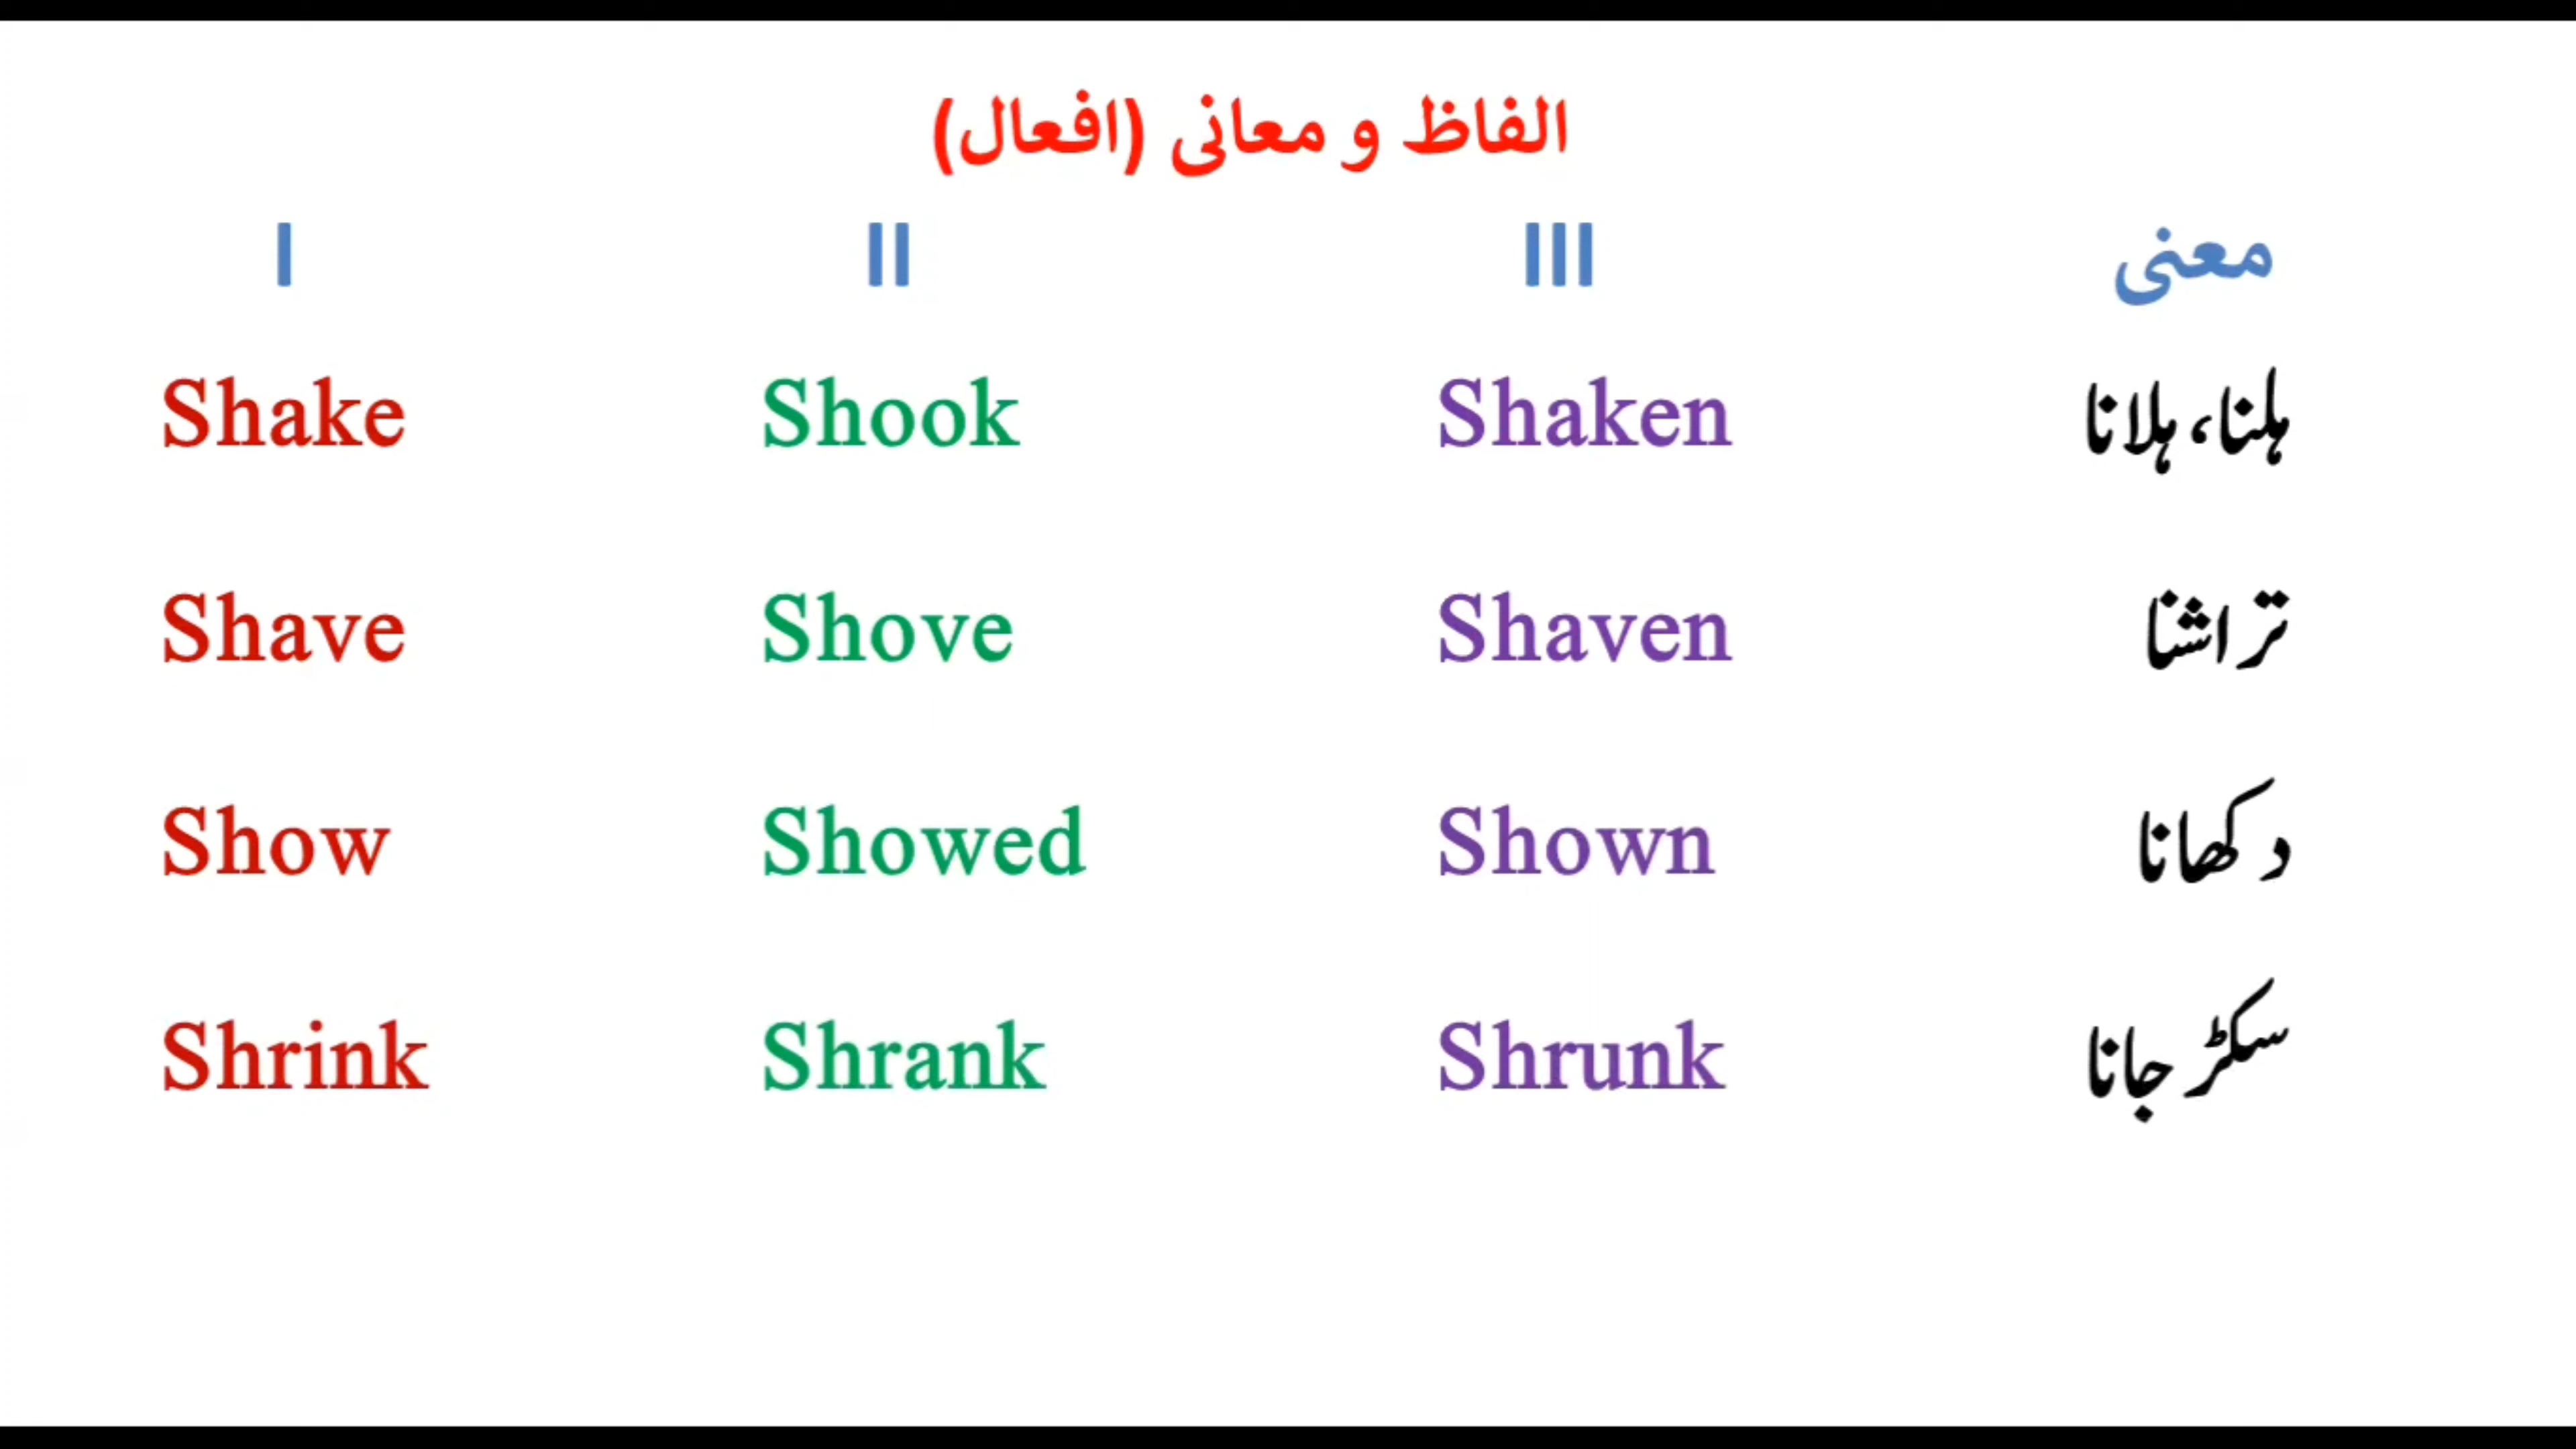 الفاظ و معانی (افعال)
I II III معنی
Shake Shook Shaken ہلنا، ہلانا
Shave Shove Shaven تراشنا
Show Showed Shown دکھانا
Shrink Shrank Shrunk سکڑ جانا